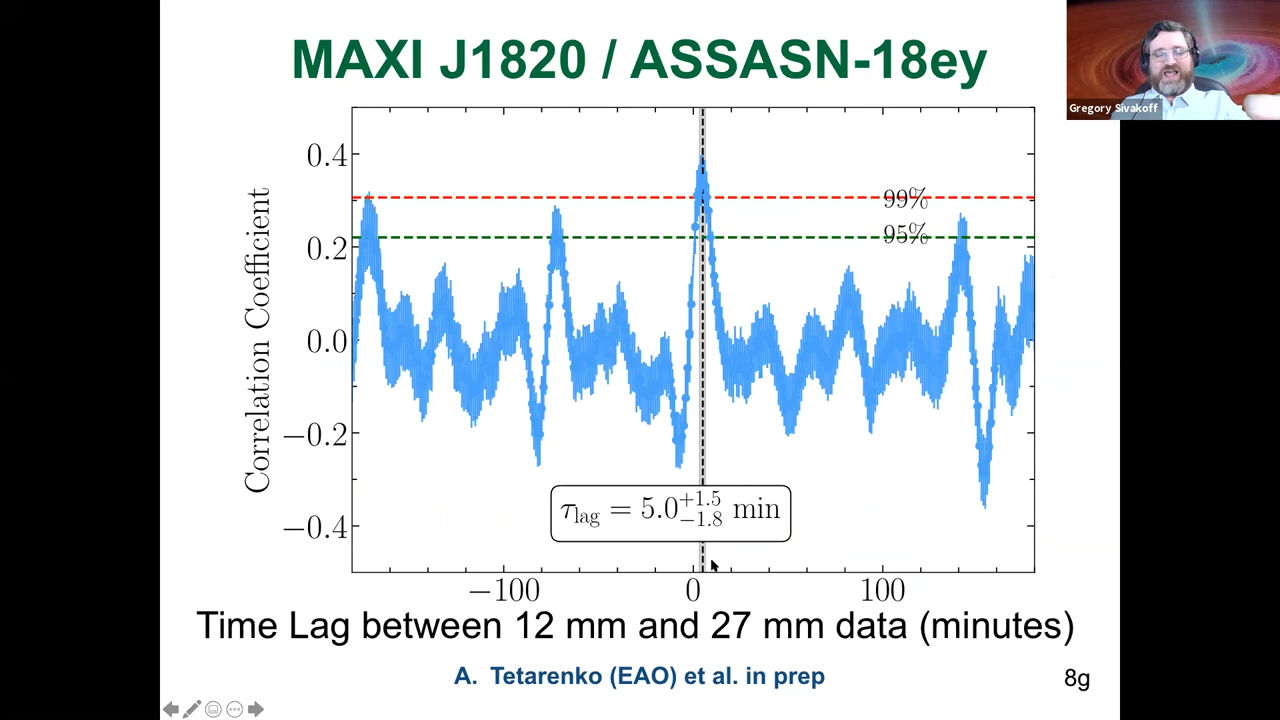 MAXI J1820 / ASSASN-18ey
Gregory Sivakoff
0.4
0.2
0.0
−0.2
−0.4
Correlation Coefficient
99%
95%
τlag = 5.0+1.5−1.8 min
−100 0 100
Time Lag between 12 mm and 27 mm data (minutes)
A. Tetarenko (EAO) et al. in prep
8g